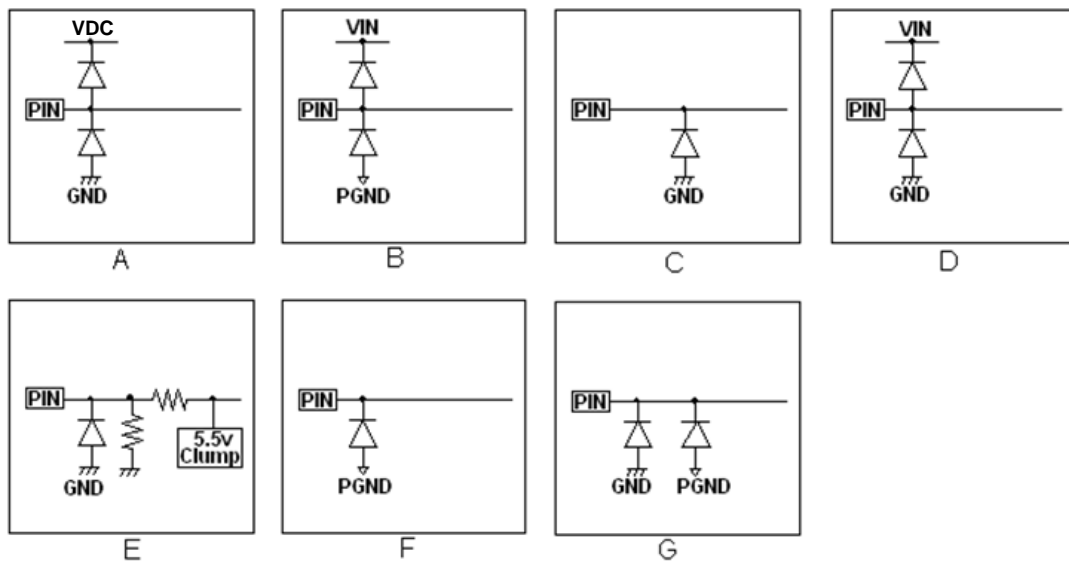 VDC
PIN
GND
A
VIN
PIN
PGND
B
PIN
GND
C
VIN
PIN
GND
D
PIN
5.5v
Clump
GND
E
PIN
PGND
F
PIN
GND PGND
G